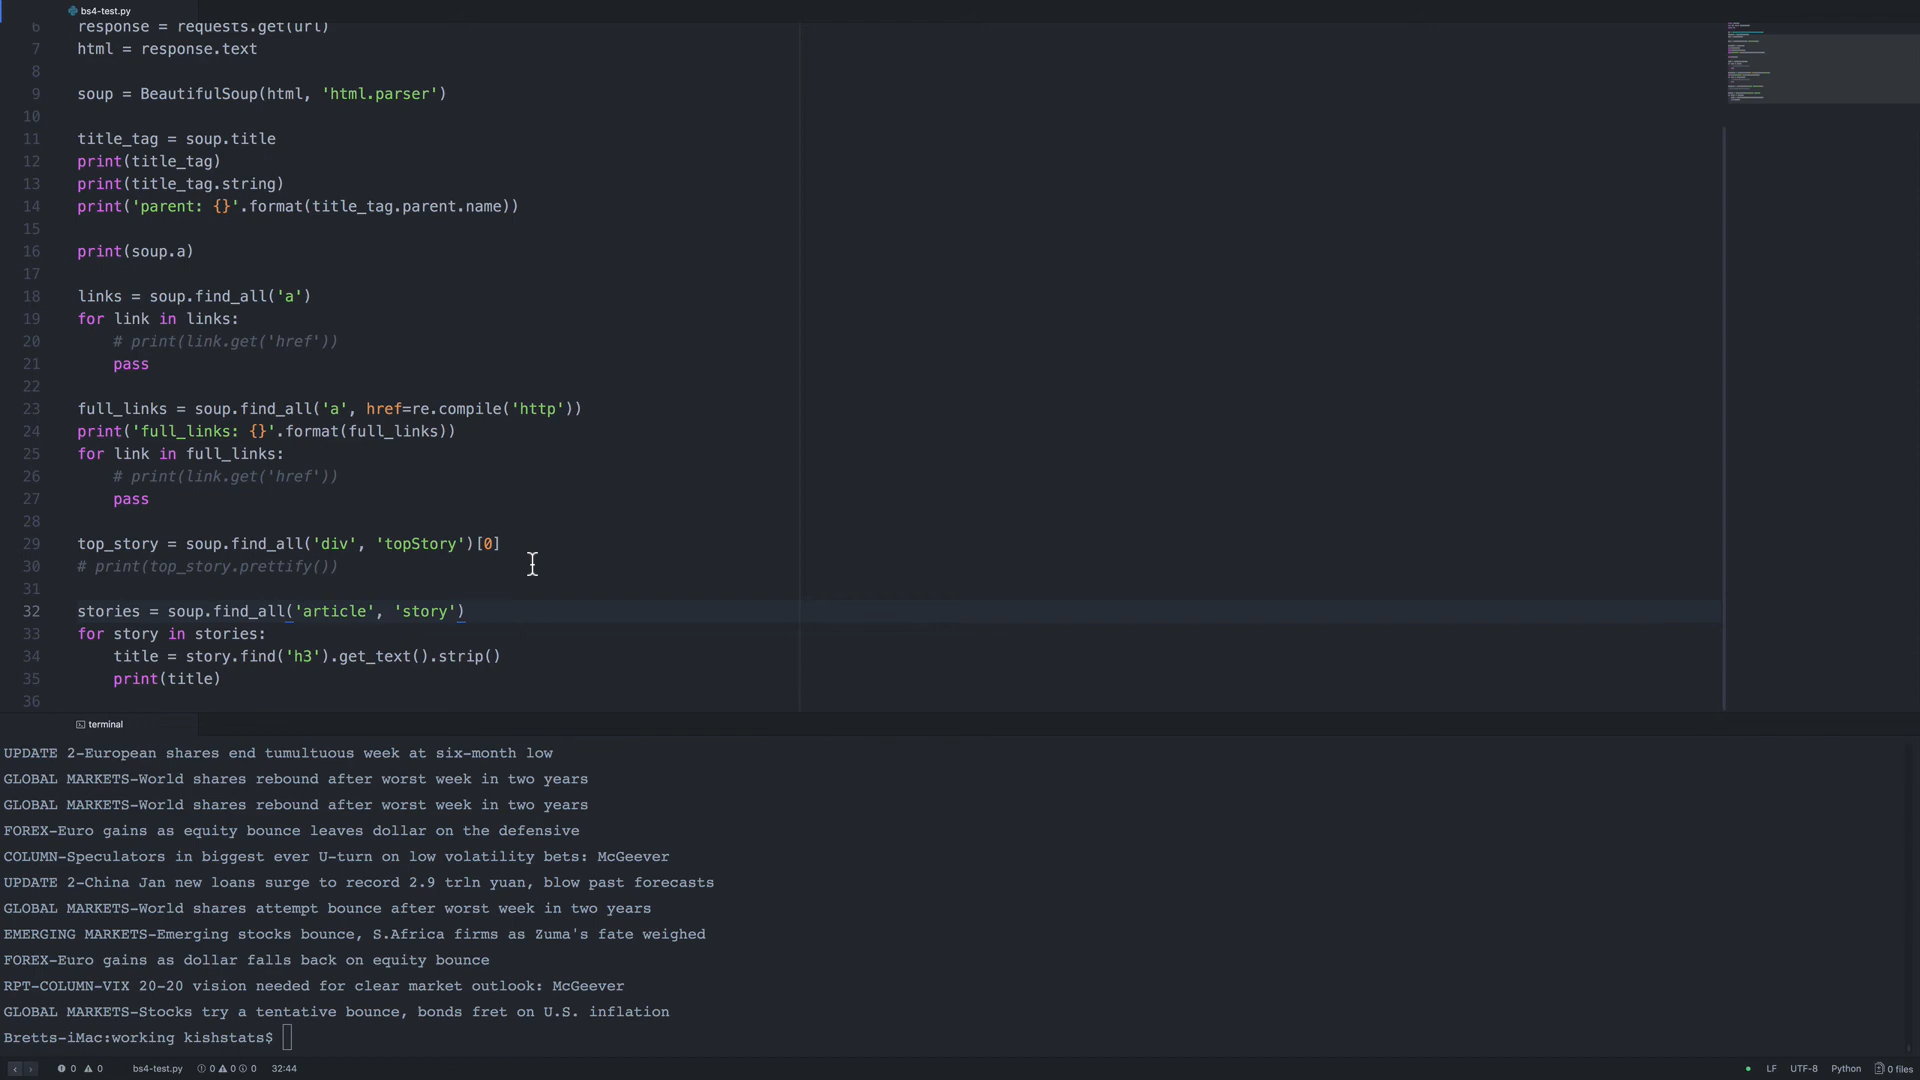 bs4-test.py
6 response = requests.get(url)
7 html = response.text
8
9 soup = BeautifulSoup(html, 'html.parser')
10
11 title_tag = soup.title
12 print(title_tag)
13 print(title_tag.string)
14 print('parent: {}'.format(title_tag.parent.name))
15
16 print(soup.a)
17
18 links = soup.find_all('a')
19 for link in links:
20 # print(link.get('href'))
21 pass
22
23 full_links = soup.find_all('a', href=re.compile('http'))
24 print('full_links: {}'.format(full_links))
25 for link in full_links:
26 # print(link.get('href'))
27 pass
28
29 top_story = soup.find_all('div', 'topStory')[0]
30 # print(top_story.prettify())
31
32 stories = soup.find_all('article', 'story')
33 for story in stories:
34 title = story.find('h3').get_text().strip()
35 print(title)
36
terminal
UPDATE 2-European shares end tumultuous week at six-month low
GLOBAL MARKETS-World shares rebound after worst week in two years
GLOBAL MARKETS-World shares rebound after worst week in two years
FOREX-Euro gains as equity bounce leaves dollar on the defensive
COLUMN-Speculators in biggest ever U-turn on low volatility bets: McGeever
UPDATE 2-China Jan new loans surge to record 2.9 trln yuan, blow past forecasts
GLOBAL MARKETS-World shares attempt bounce after worst week in two years
EMERGING MARKETS-Emerging stocks bounce, S.Africa firms as Zuma's fate weighed
FOREX-Euro gains as dollar falls back on equity bounce
RPT-COLUMN-VIX 20-20 vision needed for clear market outlook: McGeever
GLOBAL MARKETS-Stocks try a tentative bounce, bonds fret on U.S. inflation
Bretts-iMac:working kishstats$
0 0 bs4-test.py 0 0 0 32:44 LF UTF-8 Python 0 files